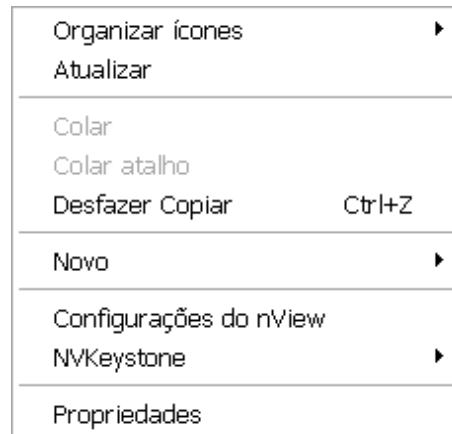 Organizar ícones
Atualizar
Colar
Colar atalho
Desfazer Copiar Ctrl+Z
Novo
Configurações do nView
NVKeystone
Propriedades